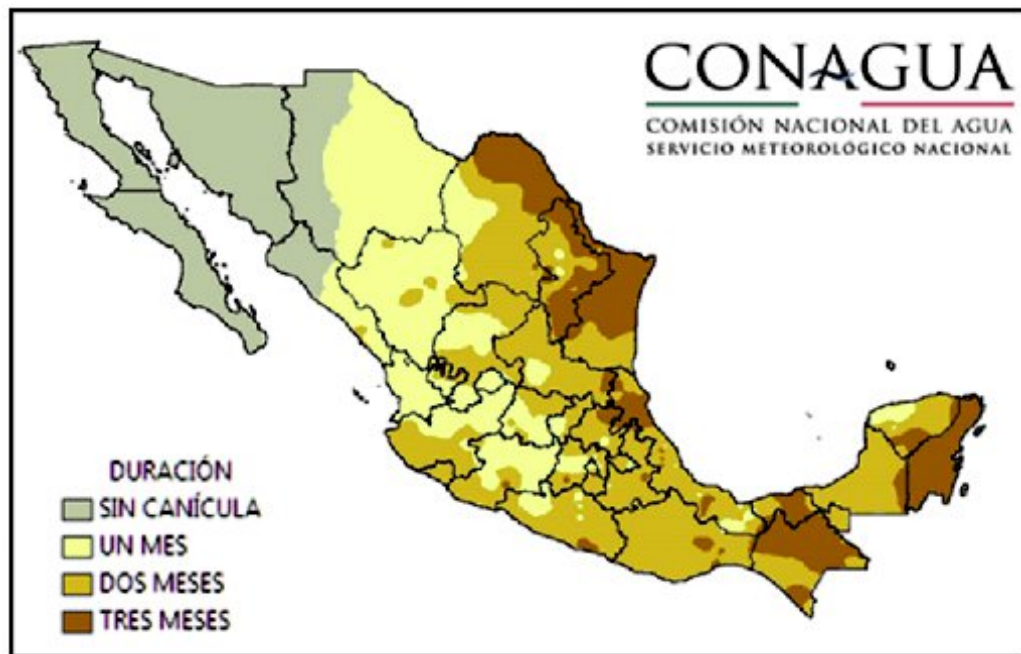 CONAGUA
COMISIÓN NACIONAL DEL AGUA
SERVICIO METEOROLÓGICO NACIONAL
DURACIÓN
SIN CANÍCULA
UN MES
DOS MESES
TRES MESES